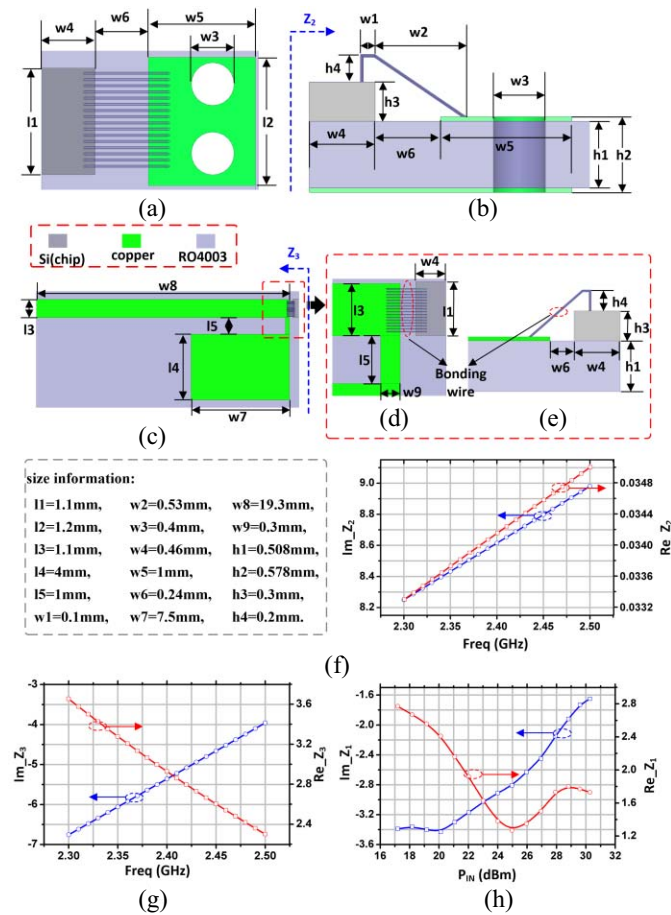 w4
w6
w5
w3
l1
l2
(a)
Z2
w1
w2
h4
h3
w3
w4
w6
w5
h1
h2
(b)
Si(chip)
copper
RO4003
Z3
w8
l3
l5
l4
w7
(c)
w4
l3
l1
l5
w9
(d)
Bonding
wire
h4
h3
w6
w4
h1
(e)
size information:
l1=1.1mm, w2=0.53mm, w8=19.3mm,
l2=1.2mm, w3=0.4mm, w9=0.3mm,
l3=1.1mm, w4=0.46mm, h1=0.508mm,
l4=4mm, w5=1mm, h2=0.578mm,
l5=1mm, w6=0.24mm, h3=0.3mm,
w1=0.1mm, w7=7.5mm, h4=0.2mm.
Im_Z2
9.0
8.8
8.6
8.4
8.2
0.0348
0.0344
0.0340
0.0336
0.0332
Re_Z2
2.30 2.35 2.40 2.45 2.50
Freq (GHz)
(f)
Im_Z3
-3
-4
-5
-6
-7
3.6
3.2
2.8
2.4
Re_Z3
2.30 2.35 2.40 2.45 2.50
Freq (GHz)
(g)
Im_Z1
-1.6
-2.0
-2.4
-2.8
-3.2
-3.6
2.8
2.4
2.0
1.6
1.2
Re_Z1
16 18 20 22 24 26 28 30 32
PIN (dBm)
(h)